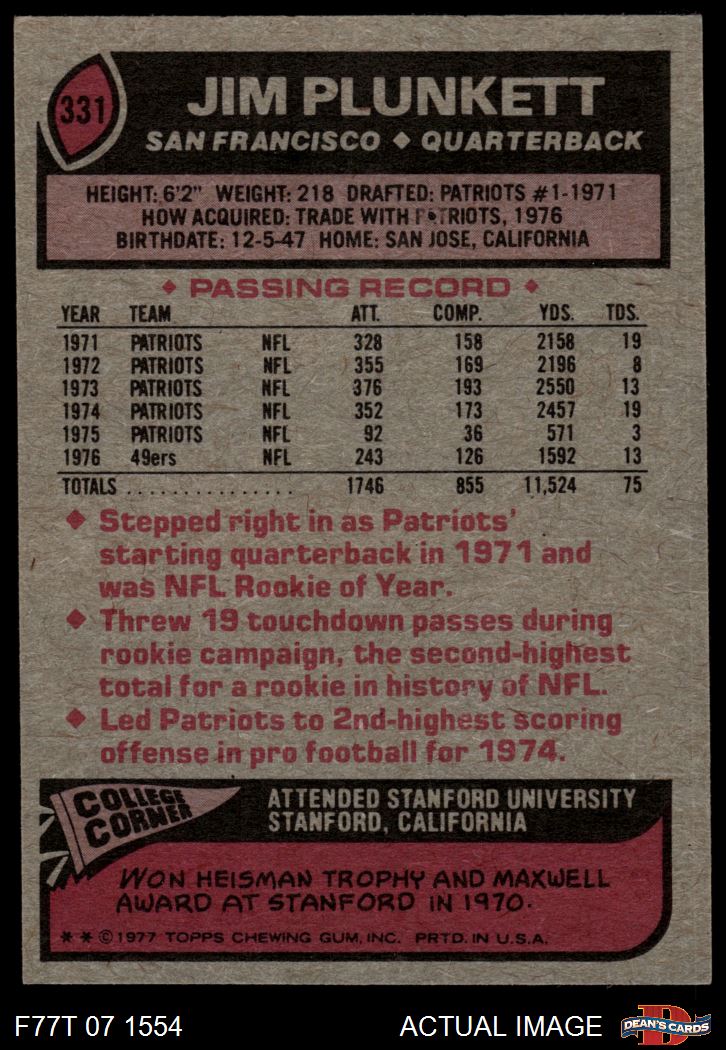 331
JIM PLUNKETT
SAN FRANCISCO ◆ QUARTERBACK
HEIGHT: 6'2" WEIGHT: 218 DRAFTED: PATRIOTS #1-1971
HOW ACQUIRED: TRADE WITH PATRIOTS, 1976
BIRTHDATE: 12-5-47 HOME: SAN JOSE, CALIFORNIA
◆ PASSING RECORD ◆
YEAR TEAM ATT. COMP. YDS. TDS.
1971 PATRIOTS NFL 328 158 2158 19
1972 PATRIOTS NFL 355 169 2196 8
1973 PATRIOTS NFL 376 193 2550 13
1974 PATRIOTS NFL 352 173 2457 19
1975 PATRIOTS NFL 92 36 571 3
1976 49ers NFL 243 126 1592 13
TOTALS ................ 1746 855 11,524 75
◆ Stepped right in as Patriots'
starting quarterback in 1971 and
was NFL Rookie of Year.
◆ Threw 19 touchdown passes during
rookie campaign, the second-highest
total for a rookie in history of NFL.
◆ Led Patriots to 2nd-highest scoring
offense in pro football for 1974.
COLLEGE
CORNER
ATTENDED STANFORD UNIVERSITY
STANFORD, CALIFORNIA
WON HEISMAN TROPHY AND MAXWELL
AWARD AT STANFORD IN 1970.
* * © 1977 TOPPS CHEWING GUM, INC. PRTD. IN U.S.A.
F77T 07 1554 ACTUAL IMAGE
D
DEAN'S CARDS